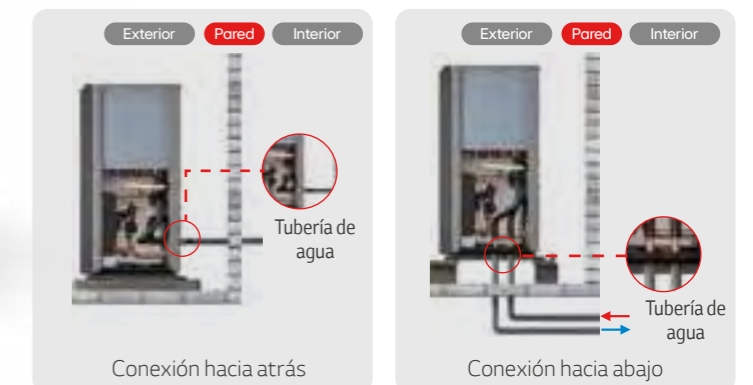 Exterior Pared Interior
Tubería de
agua
Conexión hacia atrás
Exterior Pared Interior
Tubería de
agua
Conexión hacia abajo